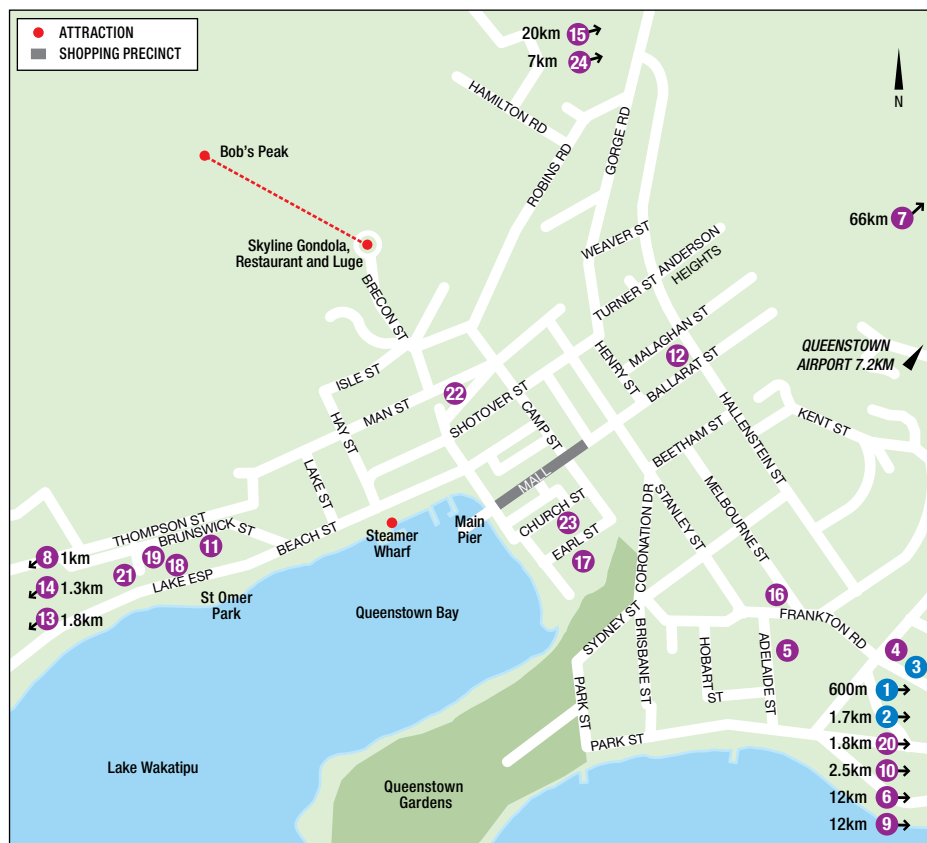 ATTRACTION
SHOPPING PRECINCT
20km 15
7km 24
N
HAMILTON RD
GORGE RD
ROBINS RD
Bob's Peak
66km 7
Skyline Gondola,
Restaurant and Luge
WEAVER ST
TURNER ST
ANDERSON
HEIGHTS
BRECON ST
MALAGHAN ST
12
QUEENSTOWN
AIRPORT 7.2KM
HENRY ST
BALLARAT ST
ISLE ST
22
MAN ST
SHOTOVER ST
CAMP ST
HALLENSTEIN ST
KENT ST
HAY ST
BEETHAM ST
MALL
LAKE ST
MELBOURNE ST
STANLEY ST
CORONATION DR
CHURCH ST
23
EARL ST
17
THOMPSON ST
BRUNSWICK ST
BEACH ST
Steamer
Wharf
Main
Pier
11
19
18
21
LAKE ESP
8 1km
14 1.3km
13 1.8km
St Omer
Park
Queenstown Bay
SYDNEY ST
BRISBANE ST
HOBART ST
ADELAIDE ST
16
FRANKTON RD
5
4
3
600m 1
1.7km 2
1.8km 20
2.5km 10
12km 6
12km 9
PARK ST
PARK ST
Lake Wakatipu
Queenstown
Gardens